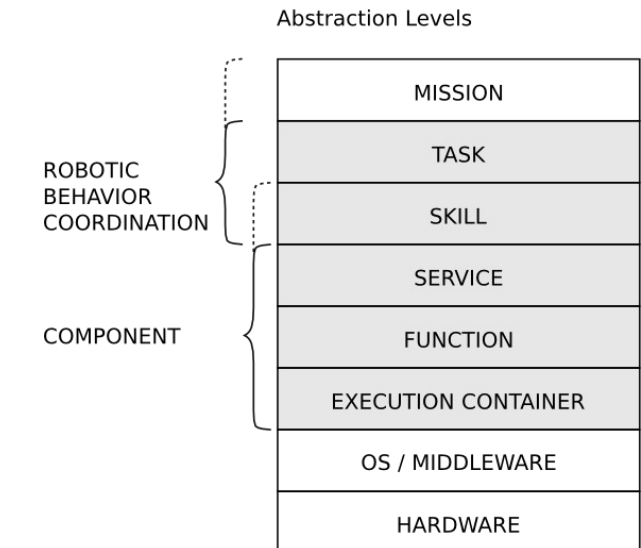 Abstraction Levels
MISSION
TASK
ROBOTIC
BEHAVIOR
COORDINATION
SKILL
SERVICE
COMPONENT
FUNCTION
EXECUTION CONTAINER
OS / MIDDLEWARE
HARDWARE